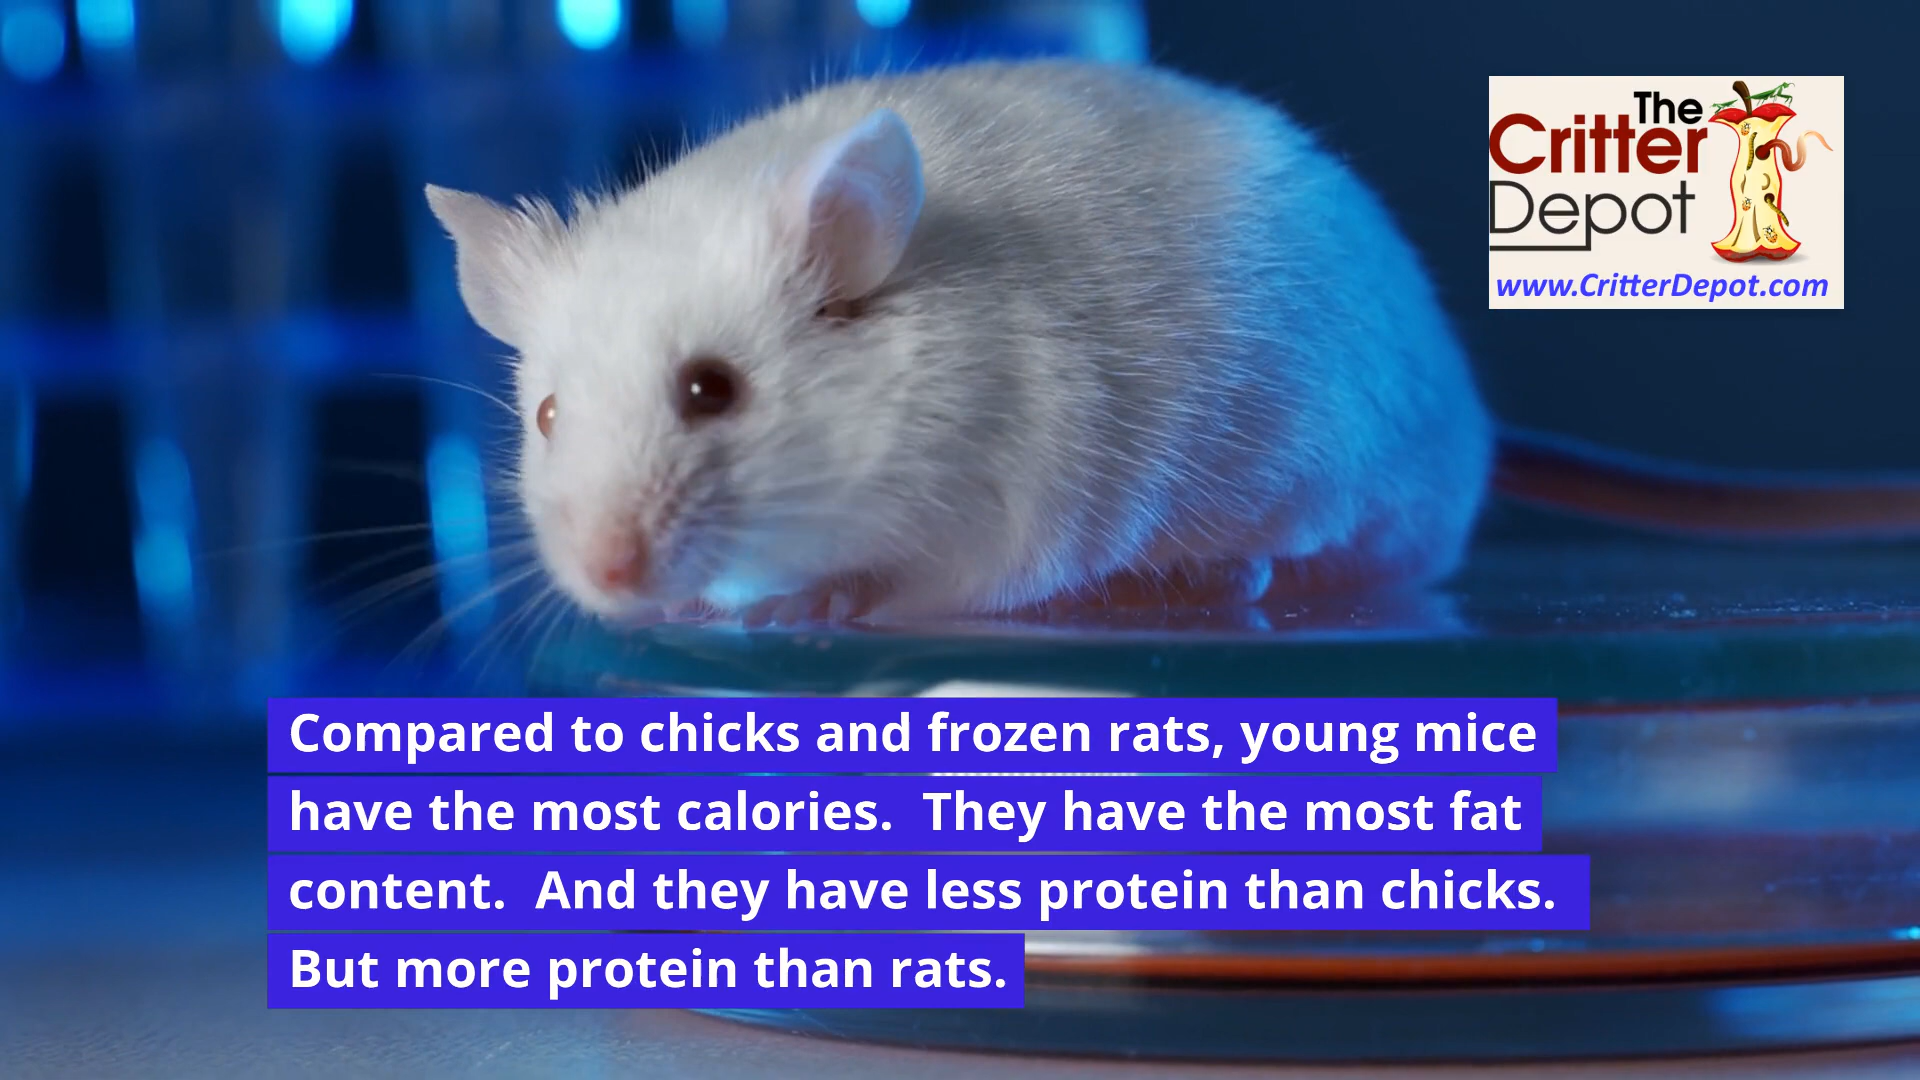 The
Critter
Depot
www.CritterDepot.com
Compared to chicks and frozen rats, young mice
have the most calories.  They have the most fat
content.  And they have less protein than chicks.
But more protein than rats.